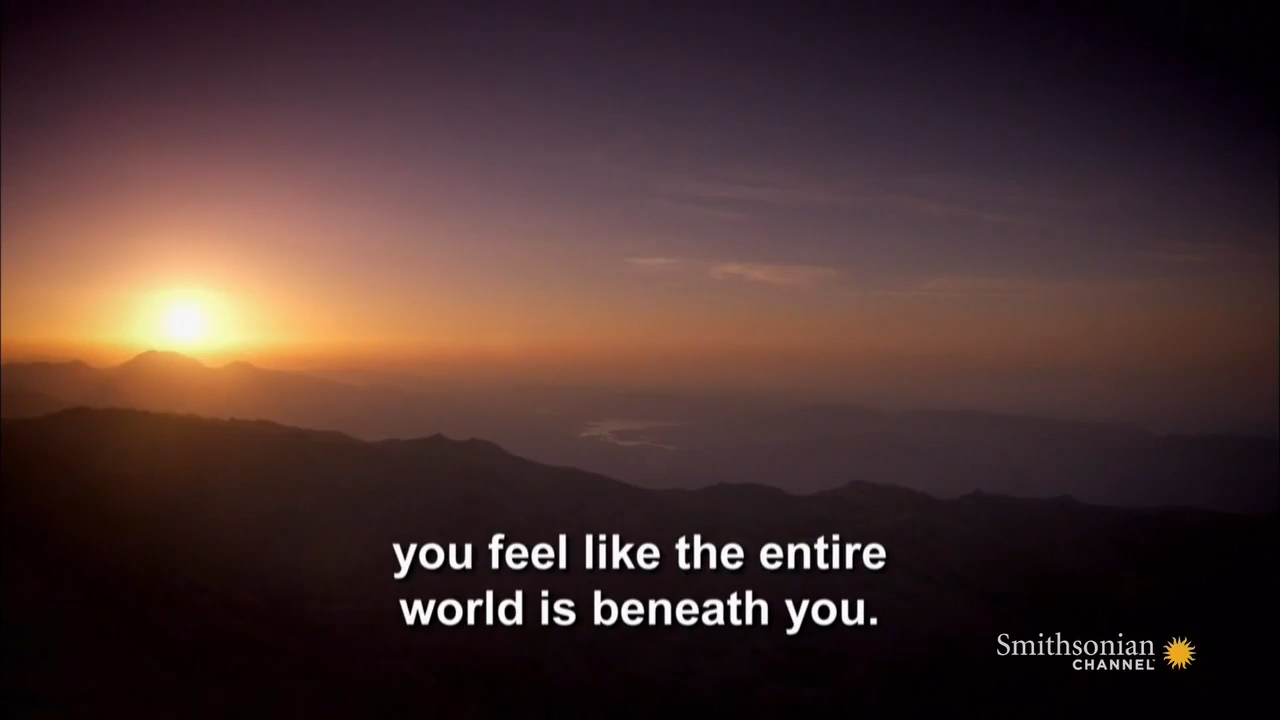 you feel like the entire
world is beneath you.
Smithsonian
CHANNEL